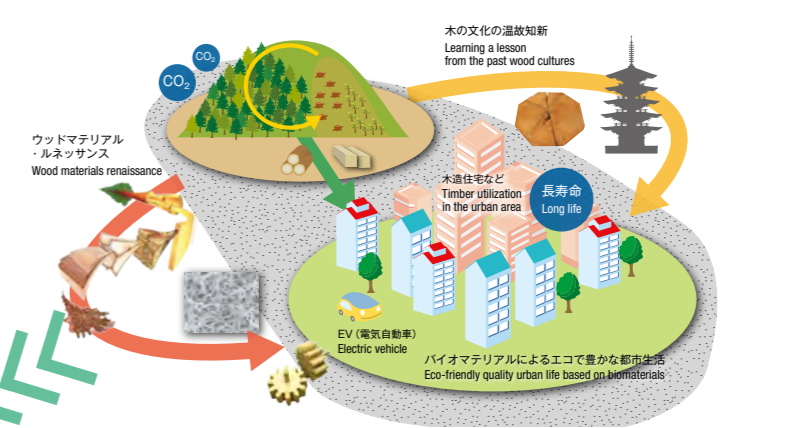 木の文化の温故知新
Learning a lesson
from the past wood cultures
CO₂
CO₂
ウッドマテリアル
・ルネッサンス
Wood materials renaissance
木造住宅など
Timber utilization
in the urban area
長寿命
Long life
EV（電気自動車）
Electric vehicle
バイオマテリアルによるエコで豊かな都市生活
Eco-friendly quality urban life based on biomaterials